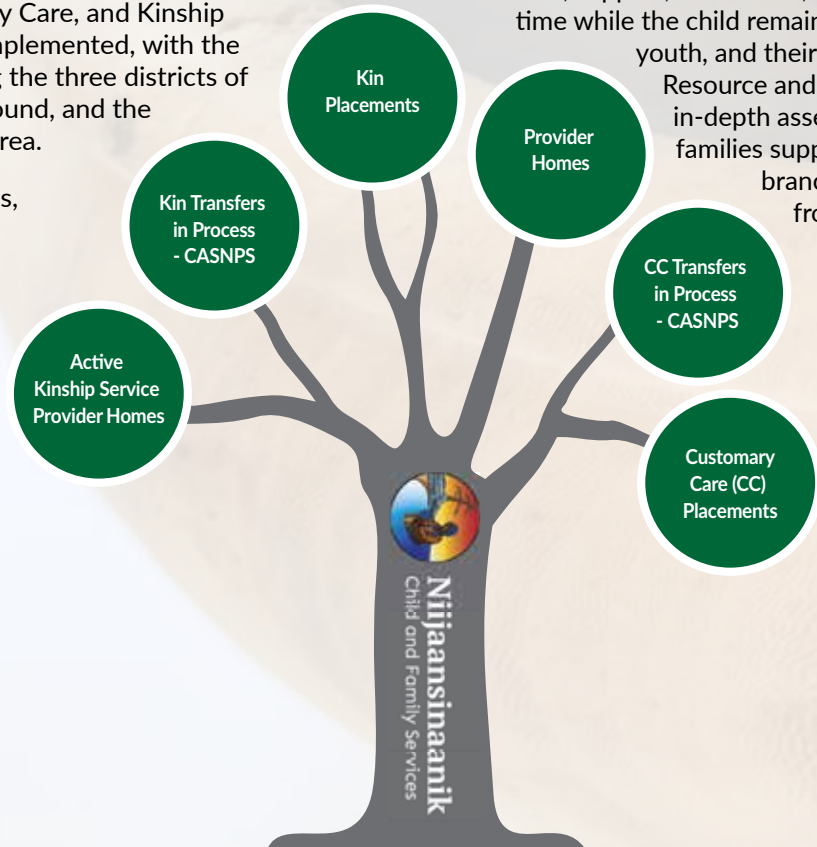 y Care, and Kinship
nplemented, with the
g the three districts of
ound, and the
rea.
s,
time while the child remain
youth, and their
Resource and
in-depth asse
families supp
branc
fro
Kin
Placements
Provider
Homes
Kin Transfers
in Process
- CASNPS
CC Transfers
in Process
- CASNPS
Active
Kinship Service
Provider Homes
Customary
Care (CC)
Placements
Niijaansinaanik
Child and Family Services